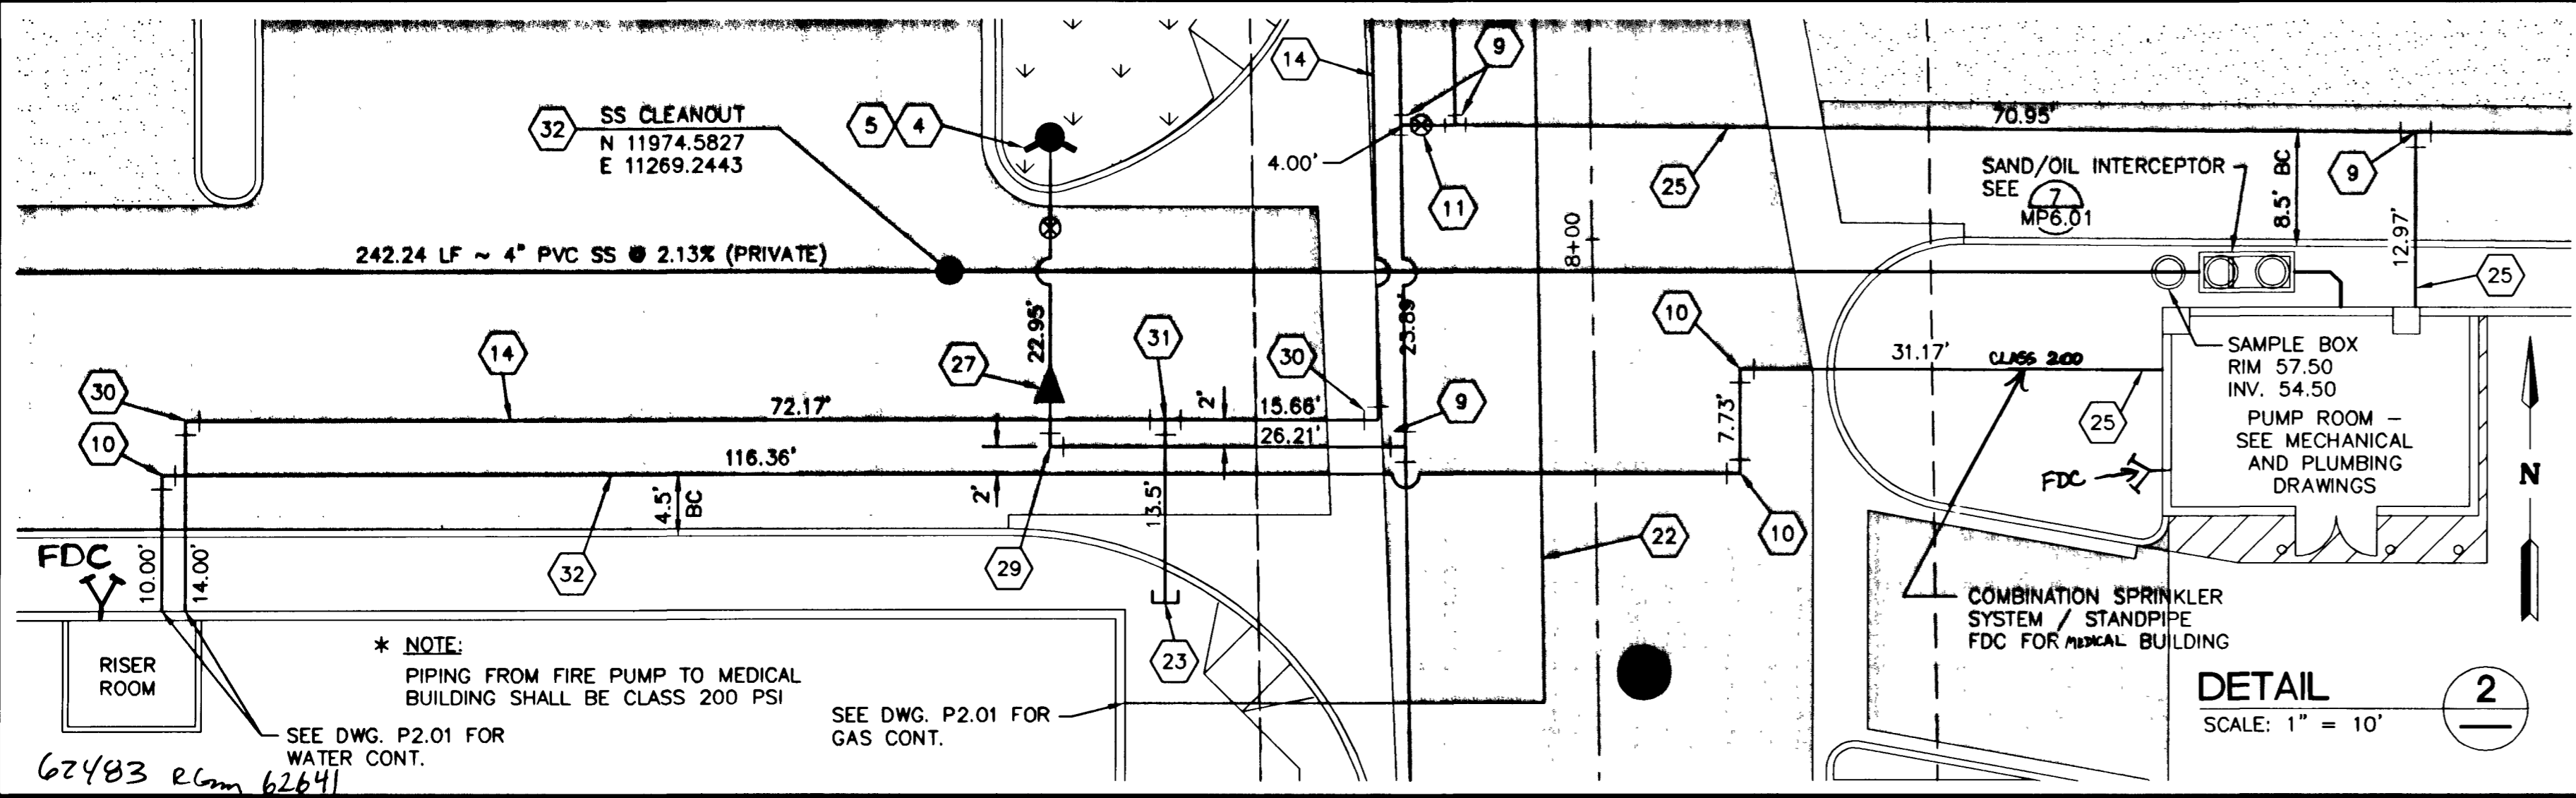 14
9
32
SS CLEANOUT
N 11974.5827
E 11269.2443
5
4
4.00'
11
25
70.95'
SAND/OIL INTERCEPTOR
SEE 7
MP6.01
8.5' BC
9
12.97'
25
242.24 LF ~ 4" PVC SS @ 2.13% (PRIVATE)
8+00
22.95'
23.89'
14
27
31
30
10
31.17'
CLASS 200
SAMPLE BOX
RIM 57.50
INV. 54.50
30
72.17'
2'
15.66'
9
7.73'
25
PUMP ROOM -
SEE MECHANICAL
AND PLUMBING
DRAWINGS
10
116.36'
26.21'
FDC
N
4.5'
BC
2'
13.5'
10
22
FDC
10.00'
14.00'
32
29
COMBINATION SPRINKLER
SYSTEM / STANDPIPE
FDC FOR MEDICAL BUILDING
RISER
ROOM
* NOTE:
PIPING FROM FIRE PUMP TO MEDICAL
BUILDING SHALL BE CLASS 200 PSI
23
SEE DWG. P2.01 FOR
WATER CONT.
SEE DWG. P2.01 FOR
GAS CONT.
DETAIL
2
SCALE: 1" = 10'
62483
62641